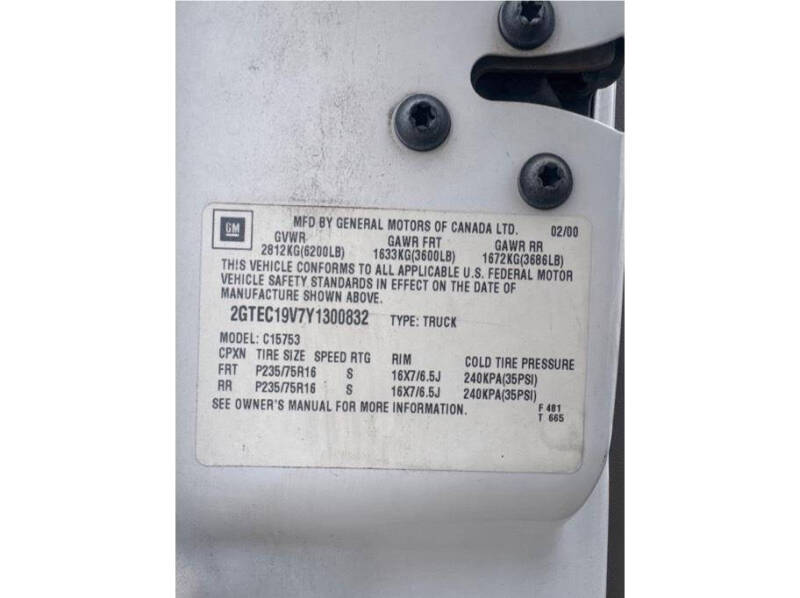 GM
MFD BY GENERAL MOTORS OF CANADA LTD. 02/00
GVWR GAWR FRT GAWR RR
2812KG(6200LB) 1633KG(3600LB) 1672KG(3686LB)
THIS VEHICLE CONFORMS TO ALL APPLICABLE U.S. FEDERAL MOTOR
VEHICLE SAFETY STANDARDS IN EFFECT ON THE DATE OF
MANUFACTURE SHOWN ABOVE.
2GTEC19V7Y1300832 TYPE: TRUCK
MODEL: C15753
CPXN TIRE SIZE SPEED RTG RIM COLD TIRE PRESSURE
FRT P235/75R16 S 16X7/6.5J 240KPA(35PSI)
RR P235/75R16 S 16X7/6.5J 240KPA(35PSI)
SEE OWNER'S MANUAL FOR MORE INFORMATION. F 481
T 665